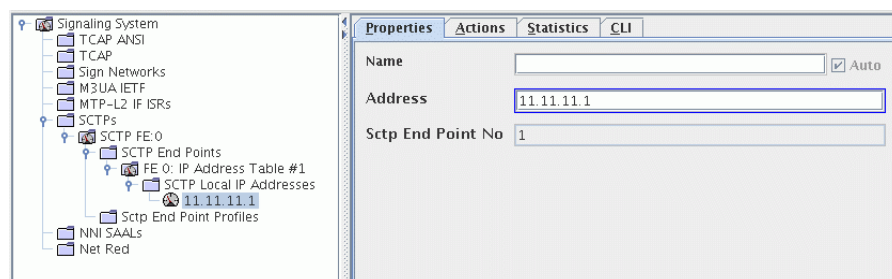 Signaling System
TCAP ANSI
TCAP
Sign Networks
M3UA IETF
MTP-L2 IF ISRs
SCTPs
SCTP FE:0
SCTP End Points
FE 0: IP Address Table #1
SCTP Local IP Addresses
11.11.11.1
Sctp End Point Profiles
NNI SAALs
Net Red
Properties Actions Statistics CLI
Name Auto
Address 11.11.11.1
Sctp End Point No 1